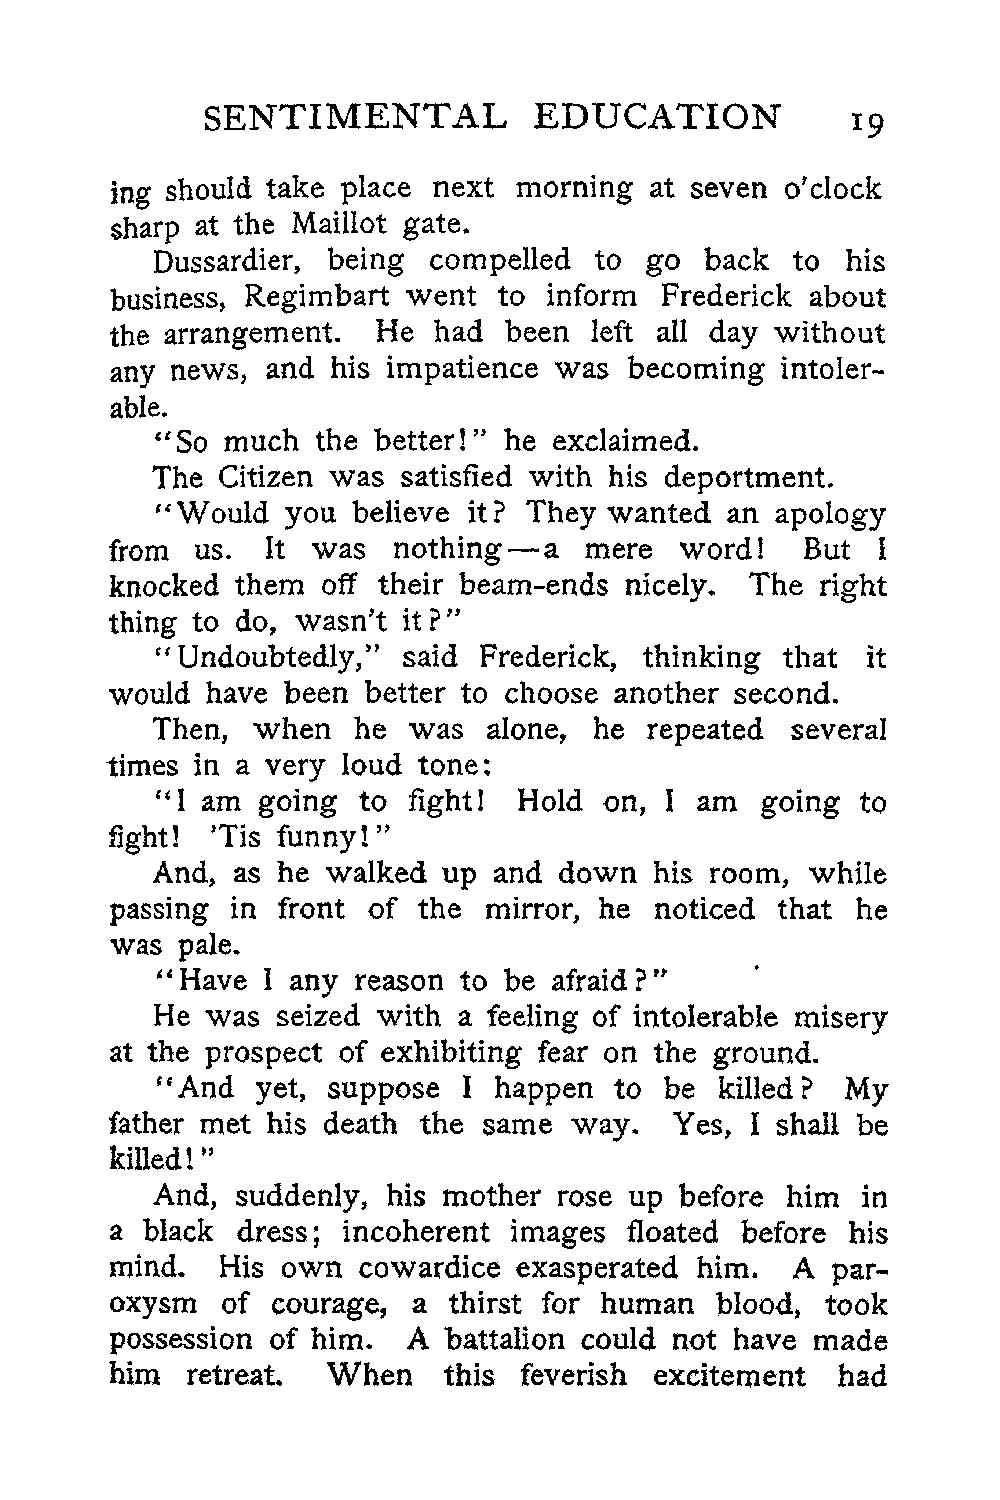 SENTIMENTAL EDUCATION 19
ing should take place next morning at seven o'clock
sharp at the Maillot gate.
Dussardier, being compelled to go back to his
business, Regimbart went to inform Frederick about
the arrangement. He had been left all day without
any news, and his impatience was becoming intoler-
able.
"So much the better!" he exclaimed.
The Citizen was satisfied with his deportment.
"Would you believe it? They wanted an apology
from us. It was nothing—a mere word! But I
knocked them off their beam-ends nicely. The right
thing to do, wasn't it?"
"Undoubtedly," said Frederick, thinking that it
would have been better to choose another second.
Then, when he was alone, he repeated several
times in a very loud tone:
"I am going to fight! Hold on, I am going to
fight! 'Tis funny!"
And, as he walked up and down his room, while
passing in front of the mirror, he noticed that he
was pale.
"Have I any reason to be afraid?"
He was seized with a feeling of intolerable misery
at the prospect of exhibiting fear on the ground.
"And yet, suppose I happen to be killed? My
father met his death the same way. Yes, I shall be
killed!"
And, suddenly, his mother rose up before him in
a black dress; incoherent images floated before his
mind. His own cowardice exasperated him. A par-
oxysm of courage, a thirst for human blood, took
possession of him. A battalion could not have made
him retreat. When this feverish excitement had